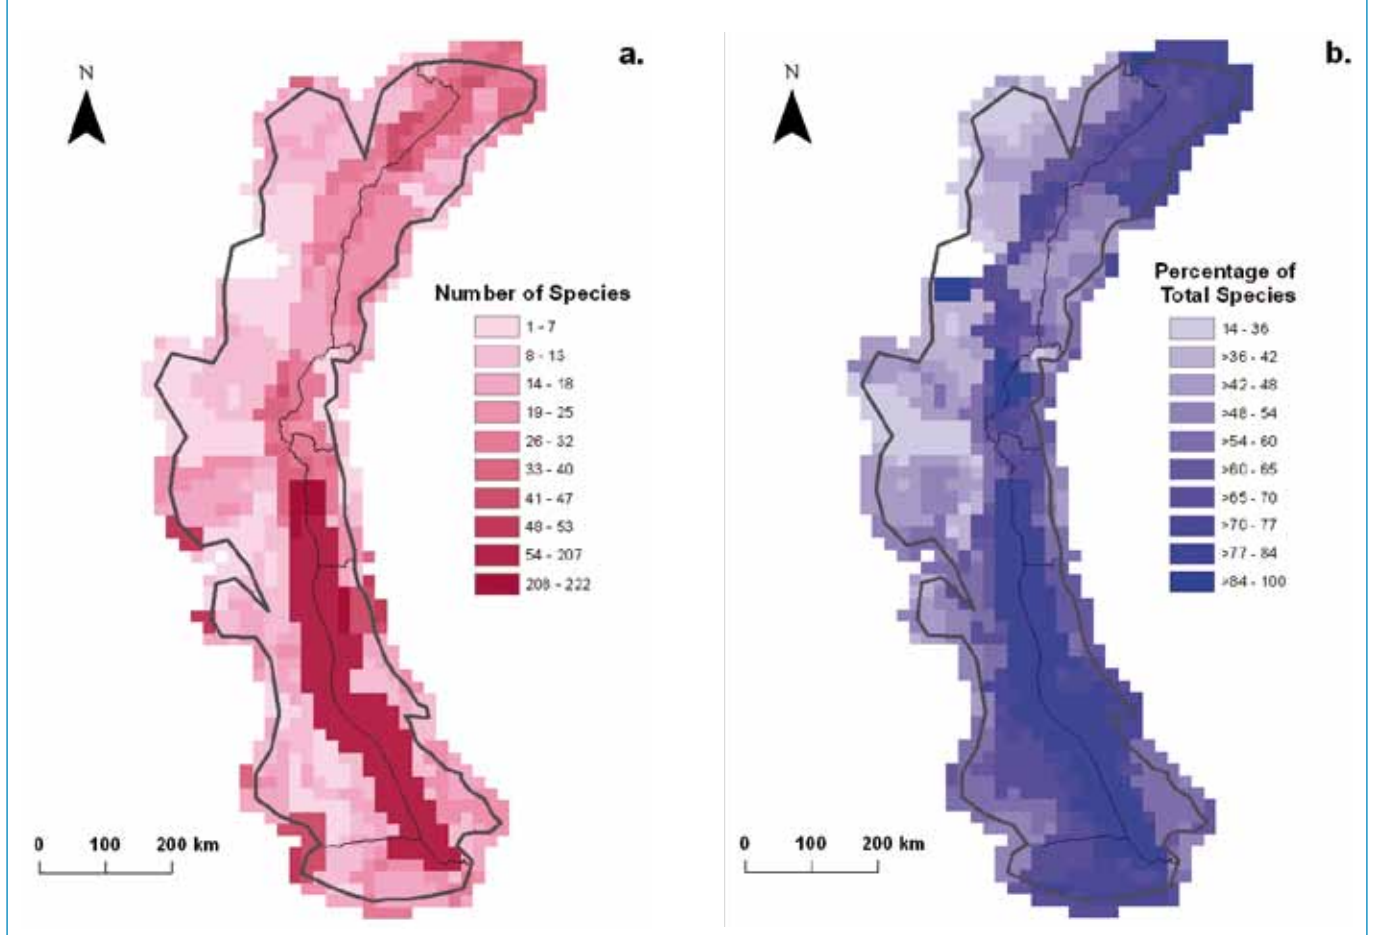 a.
N
Number of Species
1 - 7
8 - 13
14 - 18
19 - 25
26 - 32
33 - 40
41 - 47
48 - 53
54 - 207
208 - 222
0 100 200 km
b.
N
Percentage of
Total Species
14 - 36
>36 - 42
>42 - 48
>48 - 54
>54 - 60
>60 - 65
>65 - 70
>70 - 77
>77 - 84
>84 - 100
0 100 200 km